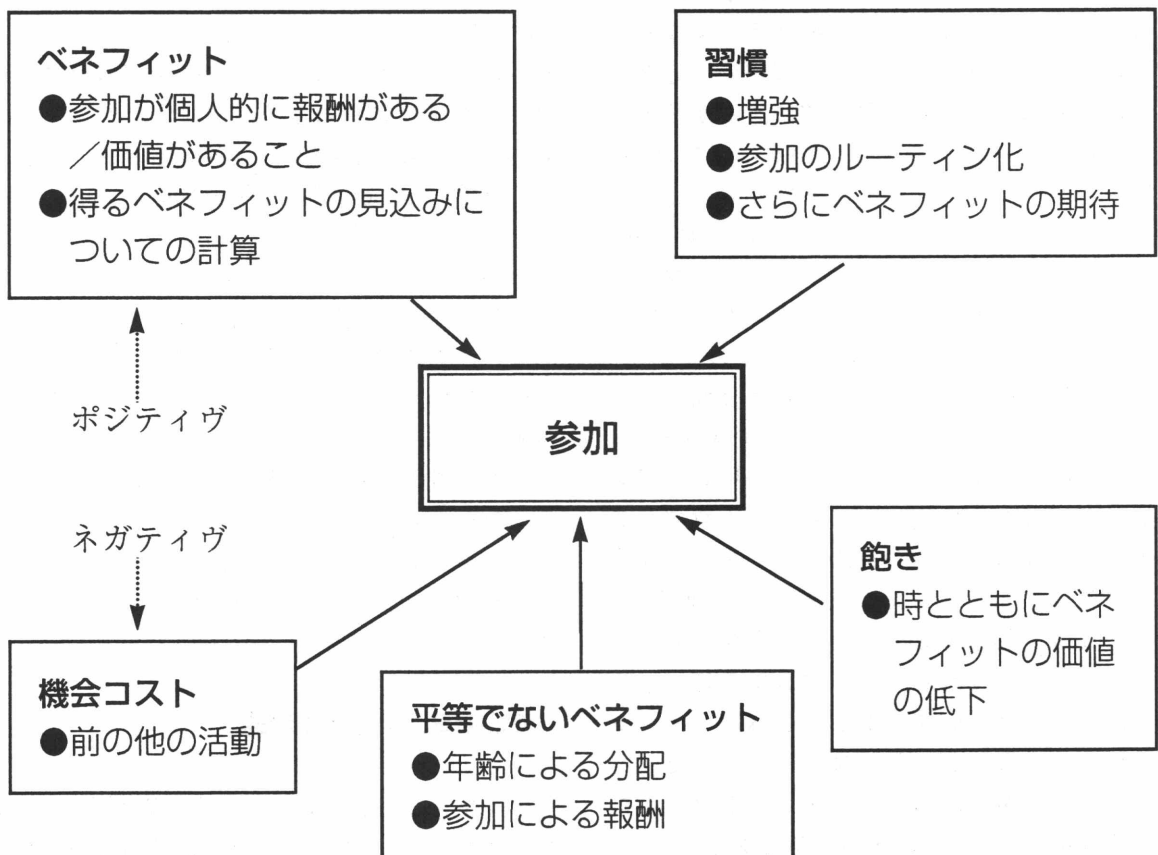 ベネフィット
●参加が個人的に報酬がある
／価値があること
●得るベネフィットの見込みに
ついての計算
習慣
●増強
●参加のルーティン化
●さらにベネフィットの期待
ポジティヴ
参加
ネガティヴ
機会コスト
●前の他の活動
平等でないベネフィット
●年齢による分配
●参加による報酬
飽き
●時とともにベネ
フィットの価値
の低下